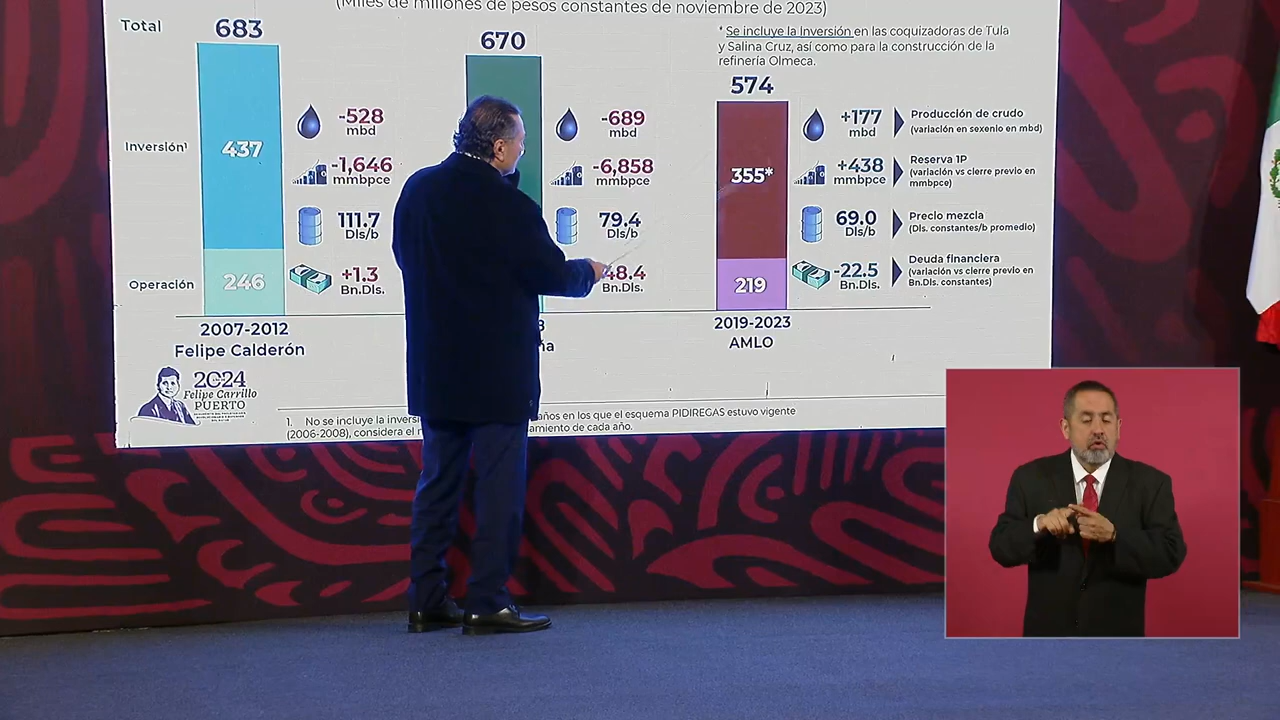 (Miles de millones de pesos constantes de noviembre de 2023)
Total
683
670
* Se incluye la Inversión en las coquizadoras de Tula
y Salina Cruz, así como para la construcción de la
refinería Olmeca.
574
Inversión¹
437
-528
mbd
-1,646
mmbpce
111.7
Dls/b
+1.3
Bn.Dls.
-689
mbd
-6,858
mmbpce
79.4
Dls/b
48.4
Bn.Dls.
355*
+177
mbd
+438
mmbpce
69.0
Dls/b
-22.5
Bn.Dls.
Producción de crudo
(variación en sexenio en mbd)
Reserva 1P
(variación vs cierre previo en
mmbpce)
Precio mezcla
(Dls. constantes/b promedio)
Deuda financiera
(variación vs cierre previo en
Bn.Dls. constantes)
Operación
246
219
2007-2012
Felipe Calderón
2019-2023
AMLO
2024
Felipe Carrillo
PUERTO
1. No se incluye la años en los que el esquema PIDIREGAS estuvo vigente
(2006-2008), considera el de cada año.